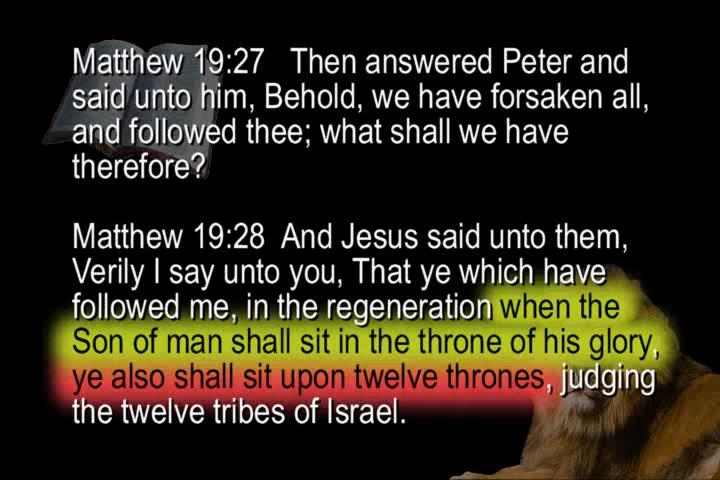 Matthew 19:27 Then answered Peter and
said unto him, Behold, we have forsaken all,
and followed thee; what shall we have
therefore?
Matthew 19:28 And Jesus said unto them,
Verily I say unto you, That ye which have
followed me, in the regeneration when the
Son of man shall sit in the throne of his glory,
ye also shall sit upon twelve thrones, judging
the twelve tribes of Israel.